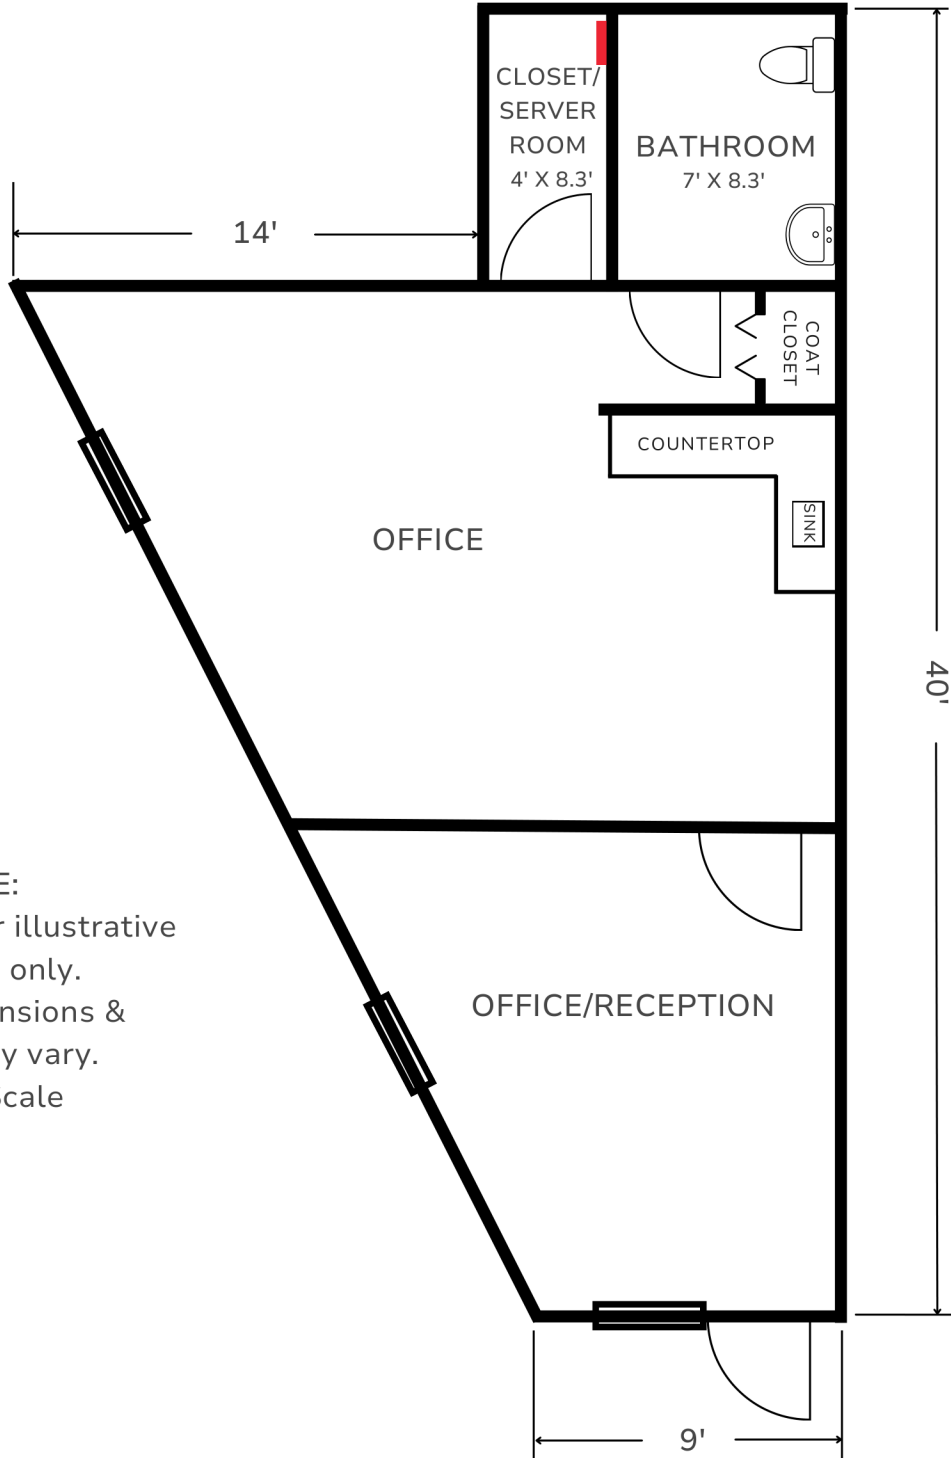 CLOSET/
SERVER
ROOM
4' X 8.3'
BATHROOM
7' X 8.3'
14'
COAT
CLOSET
COUNTERTOP
SINK
OFFICE
40'
E:
r illustrative
only.
nsions &
y vary.
Scale
OFFICE/RECEPTION
9'